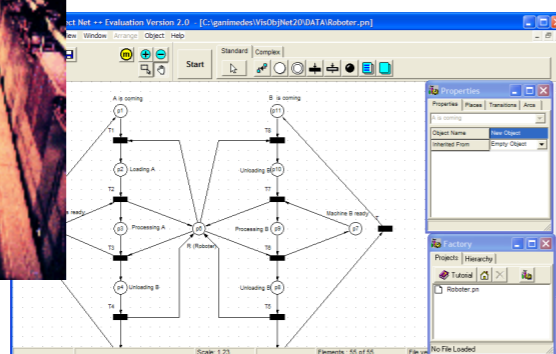 ect Net ++ Evaluation Version 2.0 - [C:\ganimedes\VisObjNet20\DATA\Roboter.pn]
ew Window Arrange Object Help
Start
Standard Complex
A is coming
B is coming
p1
p11
T1
T8
p2 Loading A
Unloading B p10
T2
T7
e ready
Machine B ready
p3 Processing A
p6
Processing B p9
p7
R (Roboter)
T3
T6
p4 Unloading B
Unloading B p8
T4
T5
Scale: 1.23
Elements : 55 of 55
File ve
Properties
Properties Places Transitions Arcs
A is coming
Object Name New Object
Inherited From Empty Object
Factory
Projects Hierarchy
Tutorial
Roboter.pn
No File Loaded